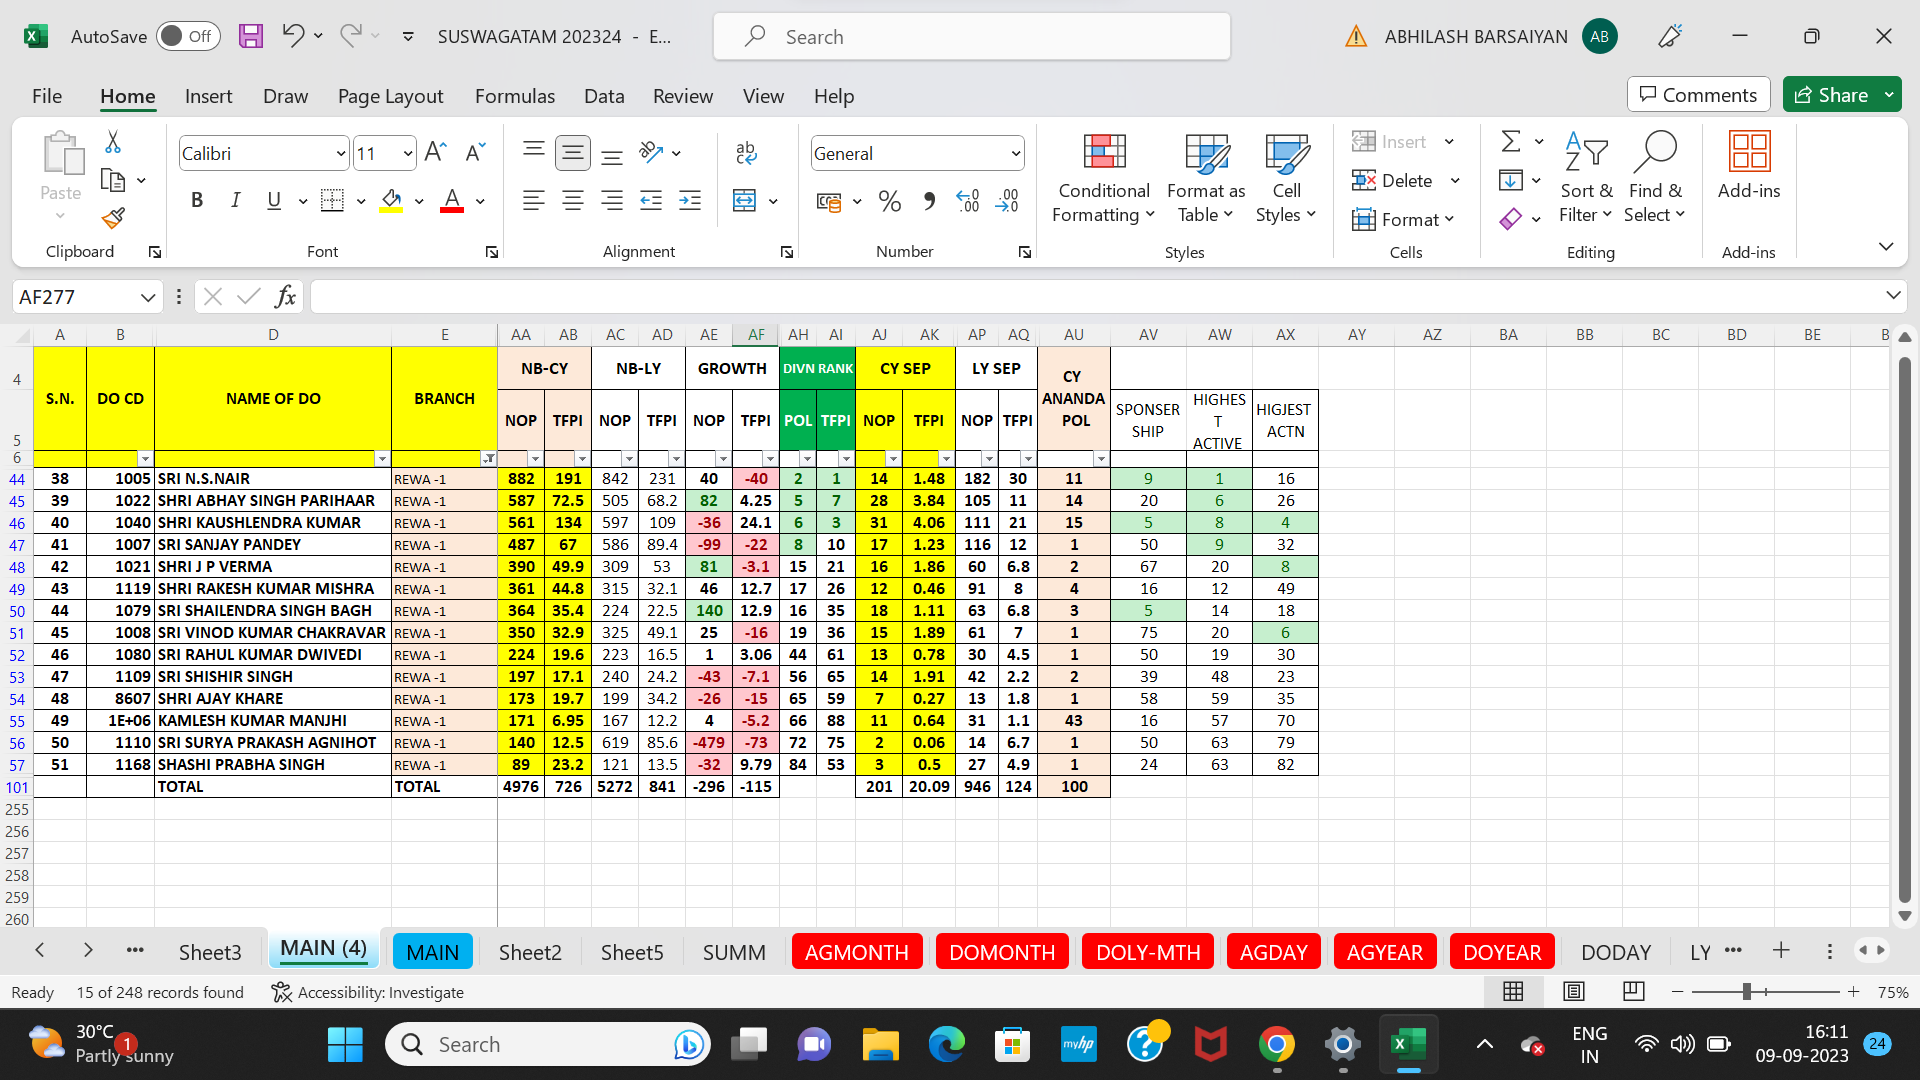 AutoSave Off SUSWAGATAM 202324 - E... Search ABHILASH BARSAIYAN AB
File Home Insert Draw Page Layout Formulas Data Review View Help Comments Share
Paste Calibri 11 General Conditional Formatting Format as Table Cell Styles Insert Delete Format Sort & Filter Find & Select Add-ins
Clipboard Font Alignment Number Styles Cells Editing Add-ins
AF277 fx
A B D E AA AB AC AD AE AF AH AI AJ AK AP AQ AU AV AW AX AY AZ BA BB BC BD BE B
4 S.N. DO CD NAME OF DO BRANCH NB-CY NB-LY GROWTH DIVN RANK CY SEP LY SEP CY ANANDA POL
5 NOP TFPI NOP TFPI NOP TFPI POL TFPI NOP TFPI NOP TFPI SPONSER SHIP HIGHEST ACTIVE HIGJEST ACTN
6
44 38 1005 SRI N.S.NAIR REWA -1 882 191 842 231 40 -40 2 1 14 1.48 182 30 11 9 1 16
45 39 1022 SHRI ABHAY SINGH PARIHAAR REWA -1 587 72.5 505 68.2 82 4.25 5 7 28 3.84 105 11 14 20 6 26
46 40 1040 SHRI KAUSHLENDRA KUMAR REWA -1 561 134 597 109 -36 24.1 6 3 31 4.06 111 21 15 5 8 4
47 41 1007 SRI SANJAY PANDEY REWA -1 487 67 586 89.4 -99 -22 8 10 17 1.23 116 12 1 50 9 32
48 42 1021 SHRI J P VERMA REWA -1 390 49.9 309 53 81 -3.1 15 21 16 1.86 60 6.8 2 67 20 8
49 43 1119 SHRI RAKESH KUMAR MISHRA REWA -1 361 44.8 315 32.1 46 12.7 17 26 12 0.46 91 8 4 16 12 49
50 44 1079 SRI SHAILENDRA SINGH BAGH REWA -1 364 35.4 224 22.5 140 12.9 16 35 18 1.11 63 6.8 3 5 14 18
51 45 1008 SRI VINOD KUMAR CHAKRAVAR REWA -1 350 32.9 325 49.1 25 -16 19 36 15 1.89 61 7 1 75 20 6
52 46 1080 SRI RAHUL KUMAR DWIVEDI REWA -1 224 19.6 223 16.5 1 3.06 44 61 13 0.78 30 4.5 1 50 19 30
53 47 1109 SRI SHISHIR SINGH REWA -1 197 17.1 240 24.2 -43 -7.1 56 65 14 1.91 42 2.2 2 39 48 23
54 48 8607 SHRI AJAY KHARE REWA -1 173 19.7 199 34.2 -26 -15 65 59 7 0.27 13 1.8 1 58 59 35
55 49 1E+06 KAMLESH KUMAR MANJHI REWA -1 171 6.95 167 12.2 4 -5.2 66 88 11 0.64 31 1.1 43 16 57 70
56 50 1110 SRI SURYA PRAKASH AGNIHOT REWA -1 140 12.5 619 85.6 -479 -73 72 75 2 0.06 14 6.7 1 50 63 79
57 51 1168 SHASHI PRABHA SINGH REWA -1 89 23.2 121 13.5 -32 9.79 84 53 3 0.5 27 4.9 1 24 63 82
101 TOTAL TOTAL 4976 726 5272 841 -296 -115 201 20.09 946 124 100
255
256
257
258
259
260
Sheet3 MAIN (4) MAIN Sheet2 Sheet5 SUMM AGMONTH DOMONTH DOLY-MTH AGDAY AGYEAR DOYEAR DODAY LY
Ready 15 of 248 records found Accessibility: Investigate 75%
30°C 1 Partly sunny Search myhp ENG IN 16:11 09-09-2023 24